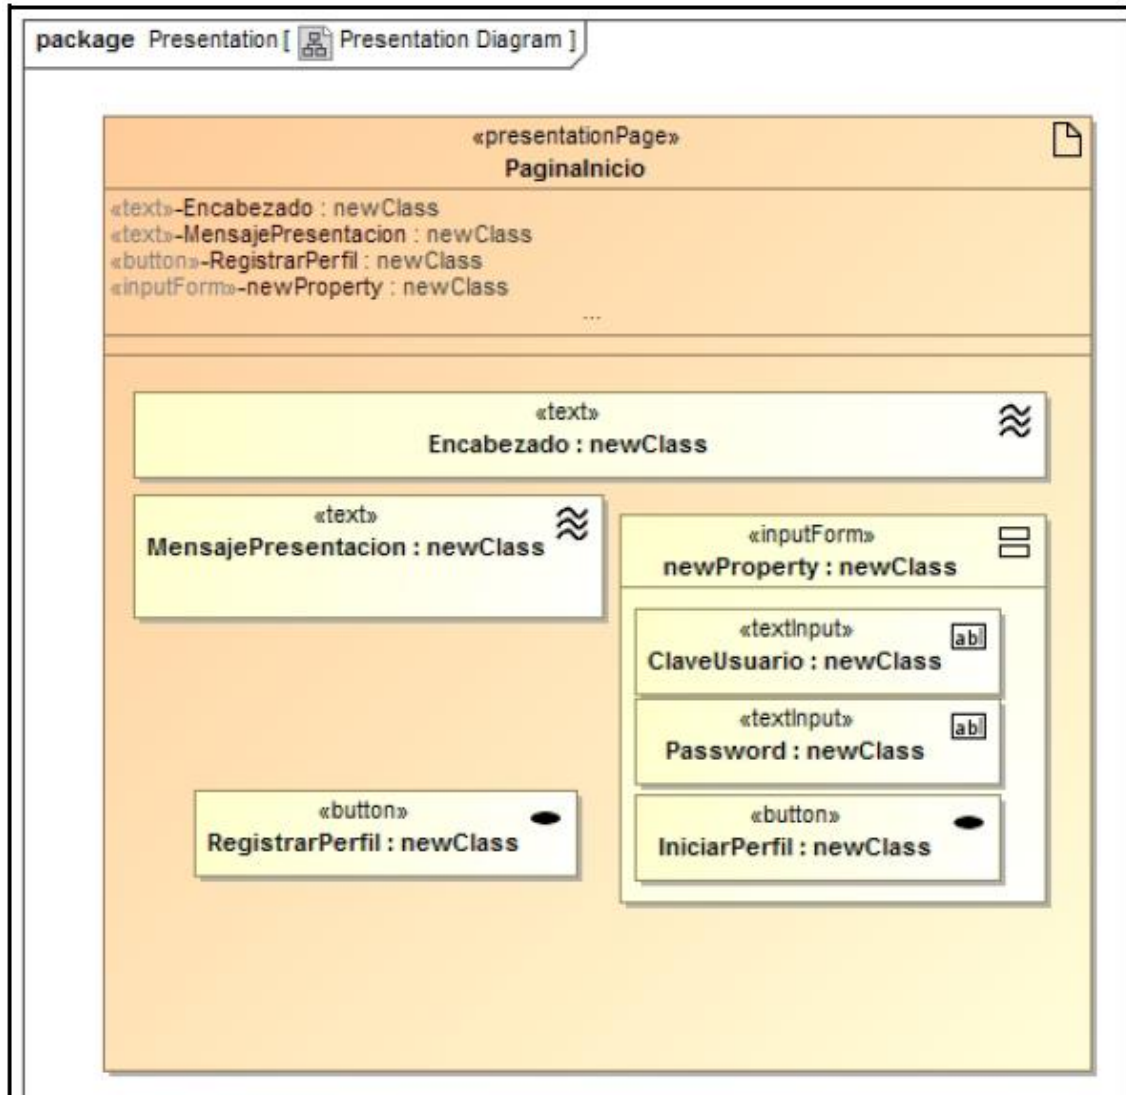 package Presentation [ Presentation Diagram ]
«presentationPage»
PaginaInicio
«text»-Encabezado : newClass
«text»-MensajePresentacion : newClass
«button»-RegistrarPerfil : newClass
«inputForm»-newProperty : newClass
...
«text»
Encabezado : newClass
«text»
MensajePresentacion : newClass
«inputForm»
newProperty : newClass
«textInput»
ClaveUsuario : newClass
ab
«textInput»
Password : newClass
ab
«button»
RegistrarPerfil : newClass
«button»
IniciarPerfil : newClass